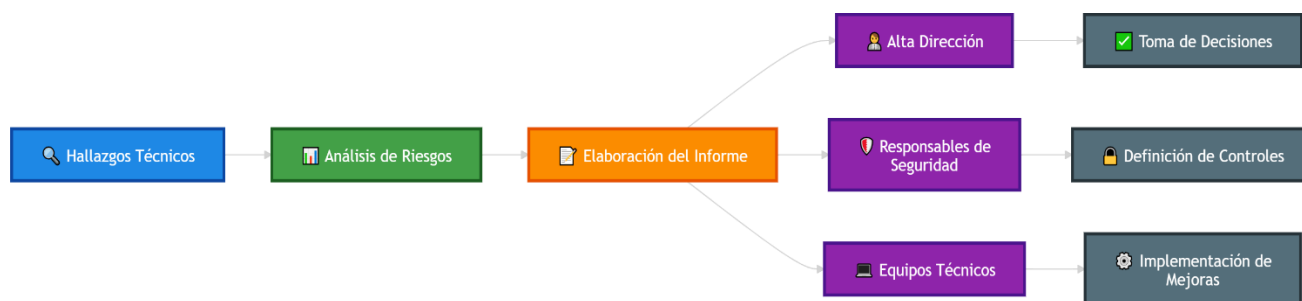 Hallazgos Técnicos
Análisis de Riesgos
Elaboración del Informe
Alta Dirección
Toma de Decisiones
Responsables de
Seguridad
Definición de Controles
Equipos Técnicos
Implementación de
Mejoras